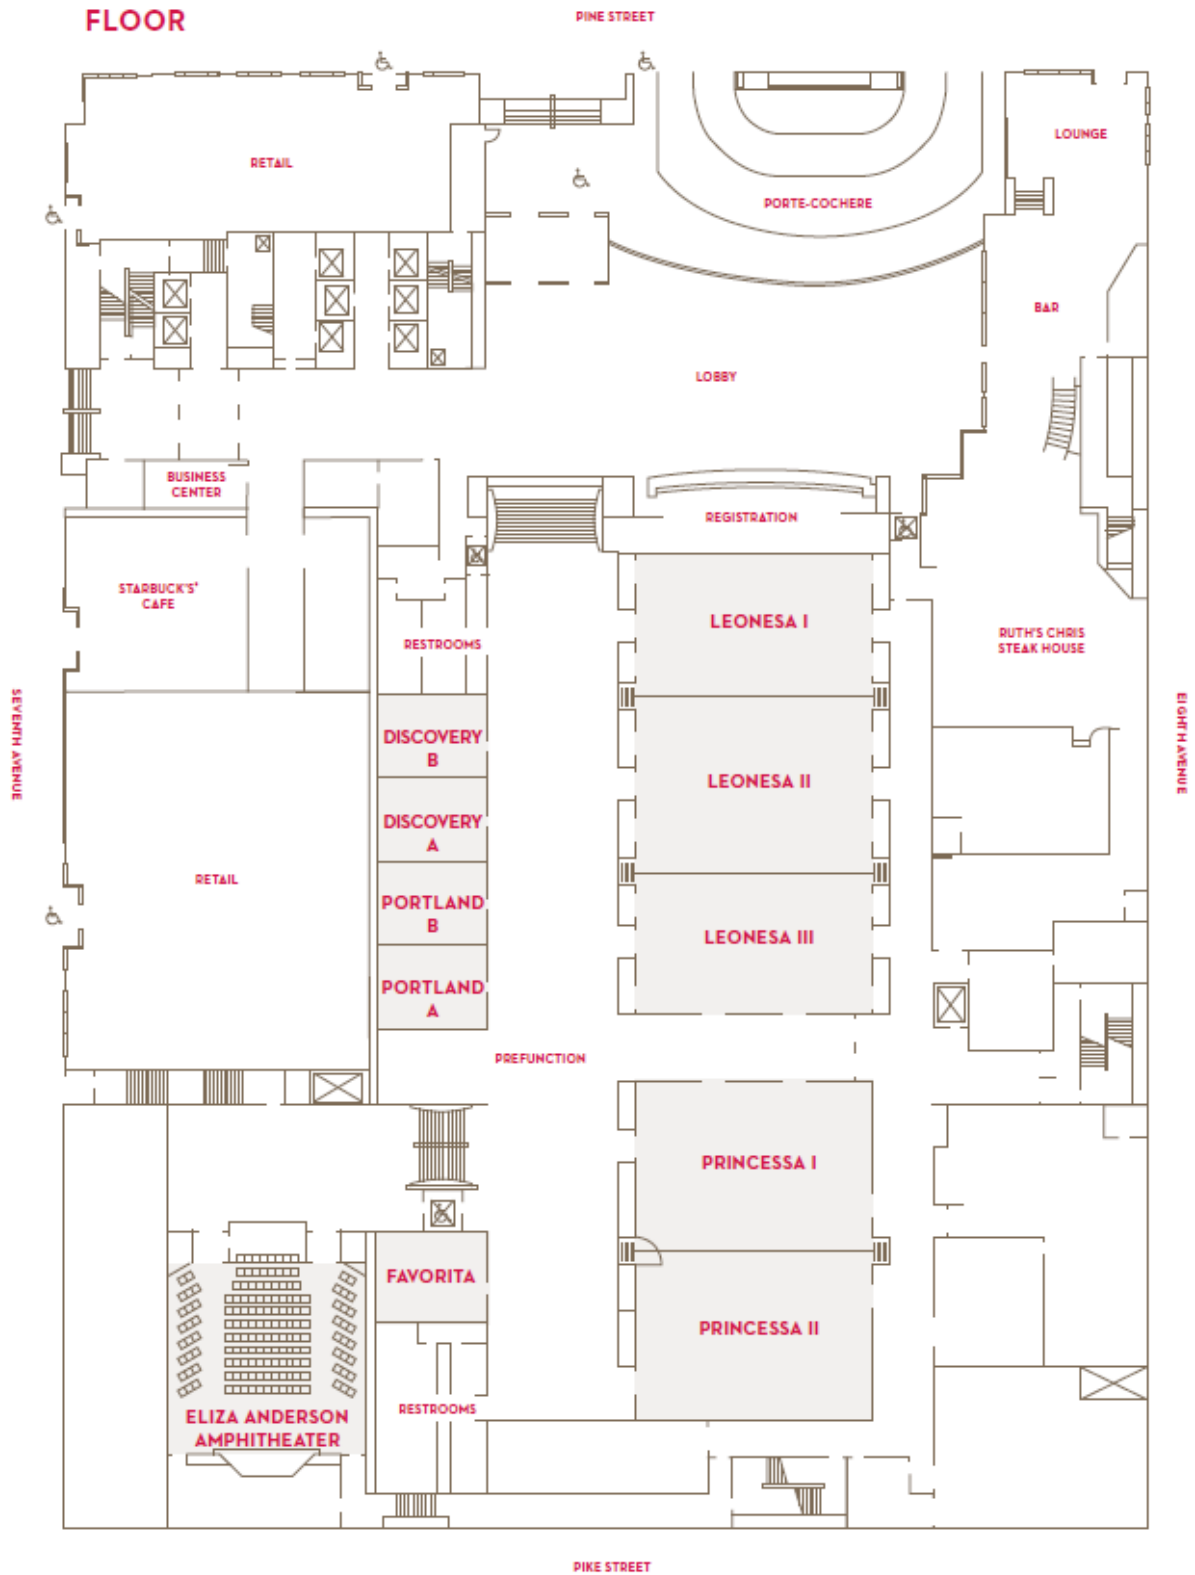 FLOOR
PINE STREET
LOUNGE
RETAIL
PORTE-COCHERE
BAR
LOBBY
BUSINESS
CENTER
REGISTRATION
STARBUCK'S*
CAFE
LEONESA I
RUTH'S CHRIS
STEAK HOUSE
RESTROOMS
SEVENTH AVENUE
EIGHTH AVENUE
DISCOVERY
B
LEONESA II
DISCOVERY
A
RETAIL
PORTLAND
B
LEONESA III
PORTLAND
A
PREFUNCTION
PRINCESSA I
FAVORITA
PRINCESSA II
RESTROOMS
ELIZA ANDERSON
AMPHITHEATER
PIKE STREET